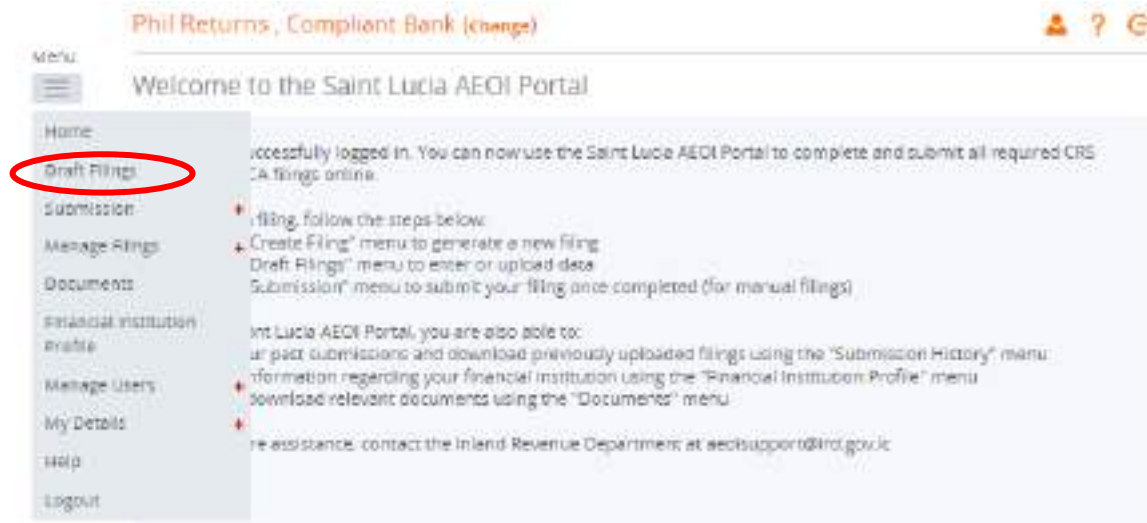 Phil Returns , Compliant Bank (change)
?
Menu
Welcome to the Saint Lucia AEOI Portal
Home
Draft Filings
Submission
Manage Filings
Documents
Financial Institution
Profile
Manage Users
My Details
Help
Logout
uccessfully logged in. You can now use the Saint Lucia AEOI Portal to complete and submit all required CRS
CA filings online.
filing, follow the steps below:
Create Filing" menu to generate a new filing
Draft Filings" menu to enter or upload data
Submission" menu to submit your filing once completed (for manual filings)
int Lucia AEOI Portal, you are also able to:
ur past submissions and download previously uploaded filings using the "Submission History" menu
nformation regarding your financial institution using the "Financial Institution Profile" menu
download relevant documents using the "Documents" menu
re assistance, contact the Inland Revenue Department at aeoisupport@ird.gov.lc